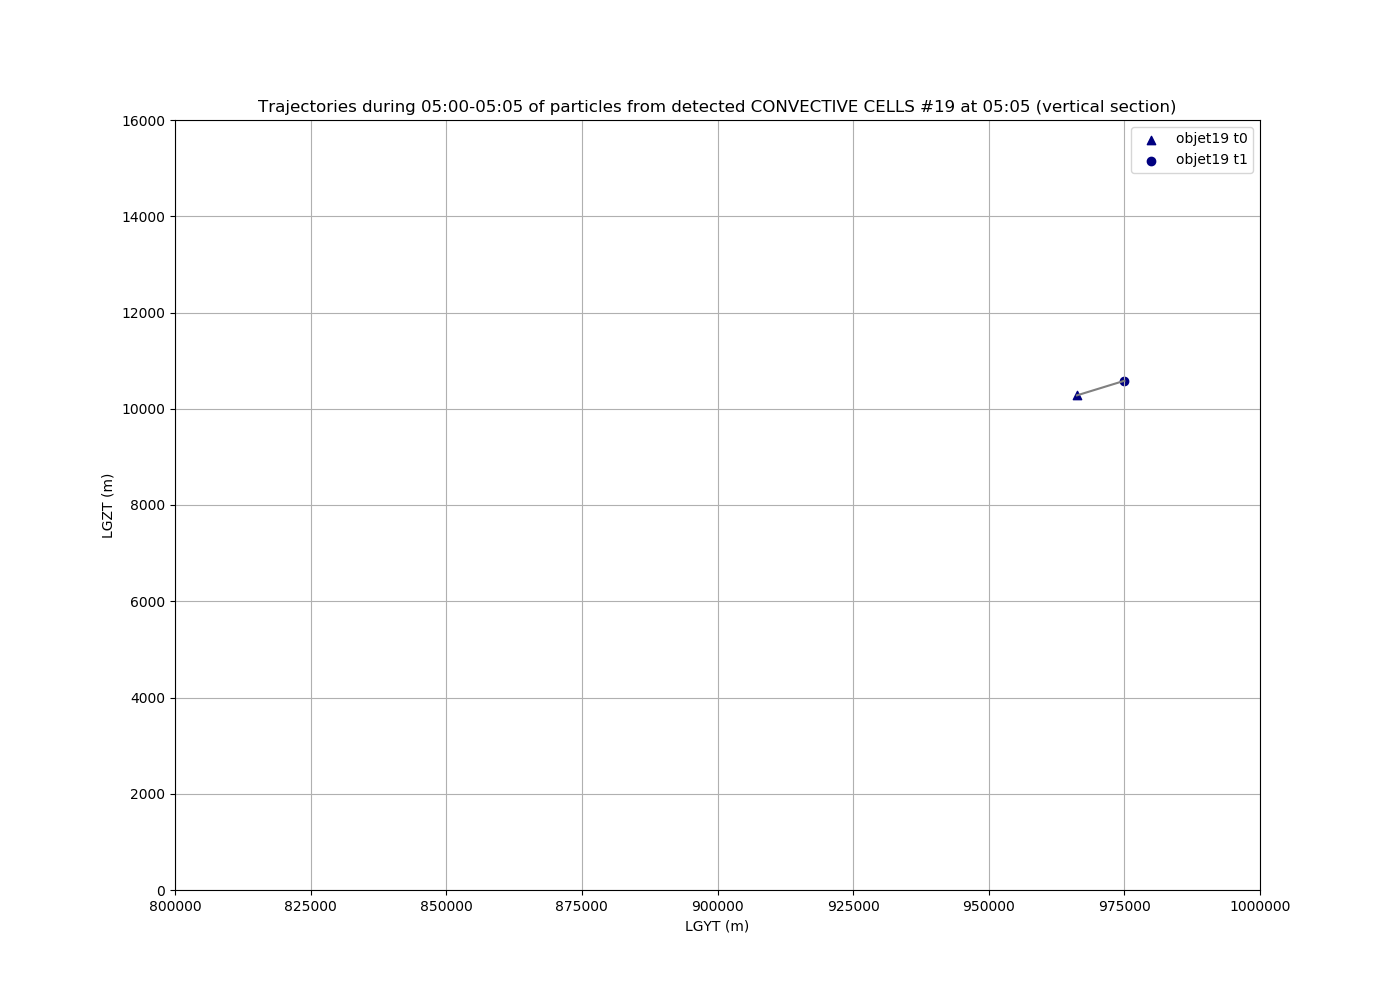 Trajectories during 05:00-05:05 of particles from detected CONVECTIVE CELLS #19 at 05:05 (vertical section)
objet19 t0
objet19 t1
16000
14000
12000
10000
8000
6000
4000
2000
0
LGZT (m)
800000 825000 850000 875000 900000 925000 950000 975000 1000000
LGYT (m)